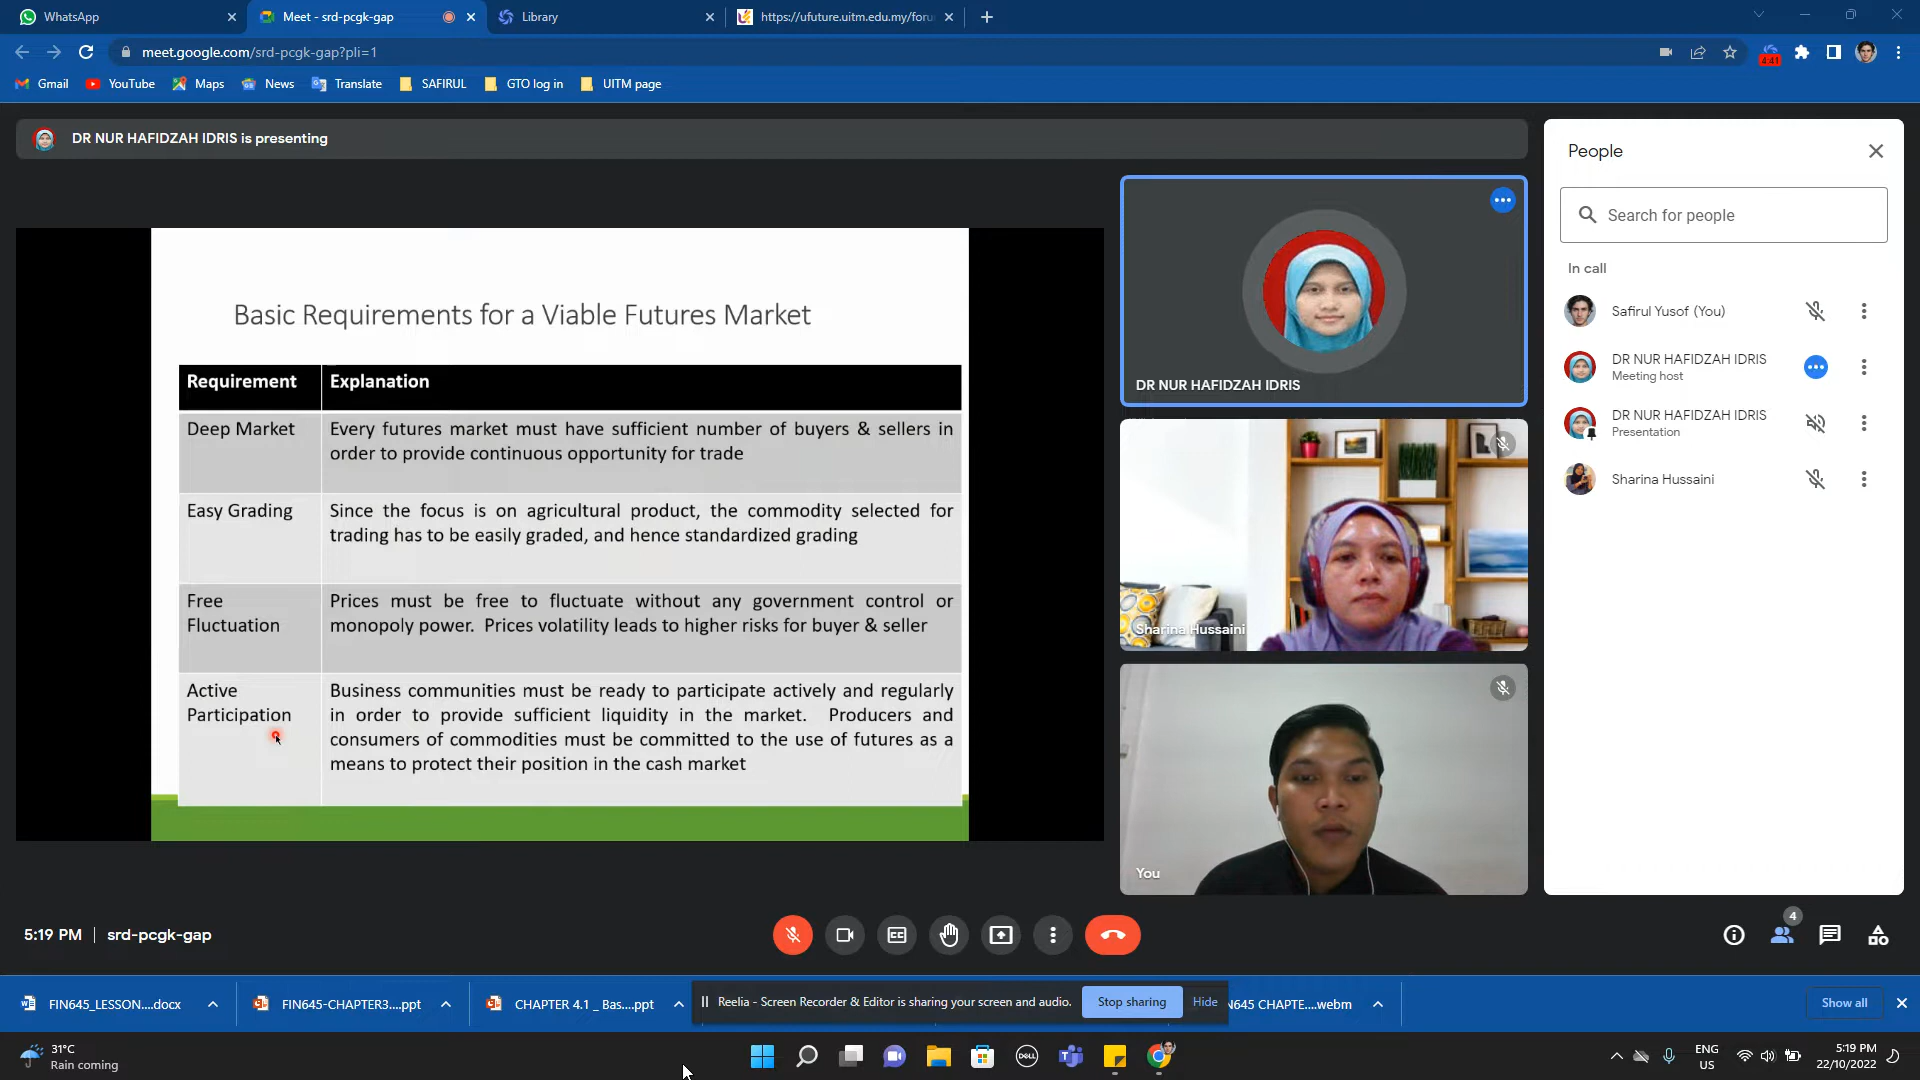 WhatsApp
Meet - srd-pcgk-gap
Library
https://ufuture.uitm.edu.my/foru
meet.google.com/srd-pcgk-gap?pli=1
4:41
Gmail
YouTube
Maps
News
Translate
SAFIRUL
GTO log in
UITM page
DR NUR HAFIDZAH IDRIS is presenting
Basic Requirements for a Viable Futures Market
Requirement
Explanation
Deep Market
Every futures market must have sufficient number of buyers & sellers in
order to provide continuous opportunity for trade
Easy Grading
Since the focus is on agricultural product, the commodity selected for
trading has to be easily graded, and hence standardized grading
Free
Fluctuation
Prices must be free to fluctuate without any government control or
monopoly power. Prices volatility leads to higher risks for buyer & seller
Active
Participation
Business communities must be ready to participate actively and regularly
in order to provide sufficient liquidity in the market. Producers and
consumers of commodities must be committed to the use of futures as a
means to protect their position in the cash market
DR NUR HAFIDZAH IDRIS
Sharina Hussaini
You
People
Search for people
In call
Safirul Yusof (You)
DR NUR HAFIDZAH IDRIS
Meeting host
DR NUR HAFIDZAH IDRIS
Presentation
Sharina Hussaini
5:19 PM | srd-pcgk-gap
4
FIN645_LESSON....docx
FIN645-CHAPTER3....ppt
CHAPTER 4.1 _ Bas....ppt
Reelia - Screen Recorder & Editor is sharing your screen and audio.
Stop sharing
Hide
N645 CHAPTE....webm
Show all
31°C
Rain coming
DELL
ENG
US
5:19 PM
22/10/2022